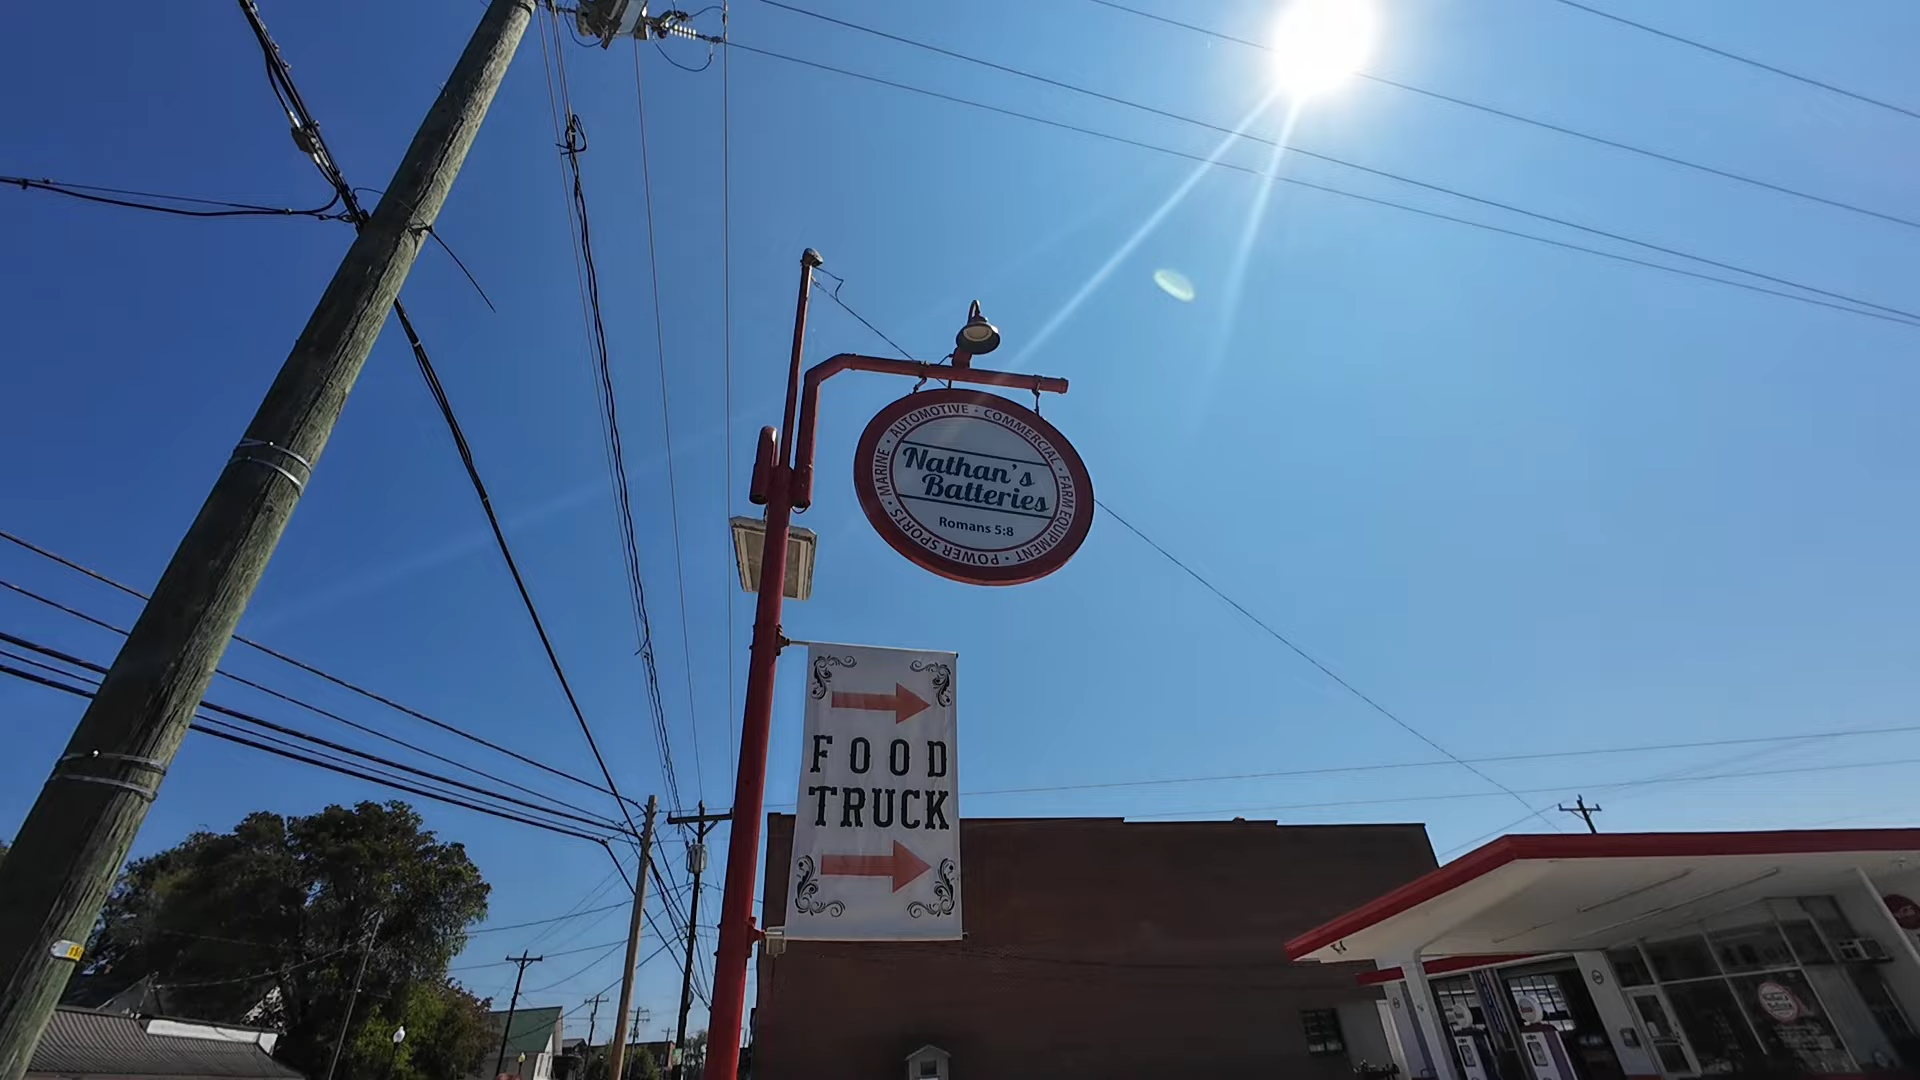 AUTOMOTIVE · COMMERCIAL · FARM EQUIPMENT · POWER SPORTS · MARINE ·
Nathan's
Batteries
Romans 5:8
FOOD
TRUCK